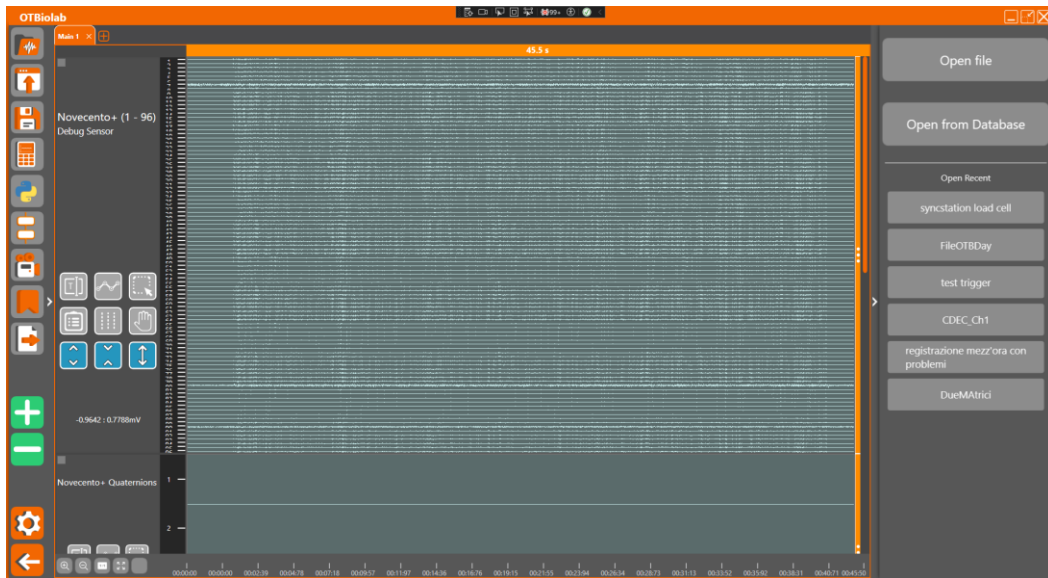 OTBiolab
99+
Main 1
45.5 s
Novecento+ (1 - 96)
Debug Sensor
-0.9642 : 0.7788mV
Novecento+ Quaternions
1
2
00:00:00 00:00:00 00:02:39 00:04:78 00:07:18 00:09:57 00:11:97 00:14:36 00:16:76 00:19:15 00:21:55 00:23:94 00:26:34 00:28:73 00:31:13 00:33:52 00:35:92 00:38:31 00:40:71 00:45:50
Open file
Open from Database
Open Recent
syncstation load cell
FileOTBDay
test trigger
CDEC_Ch1
registrazione mezz'ora con
problemi
DueMAtrici